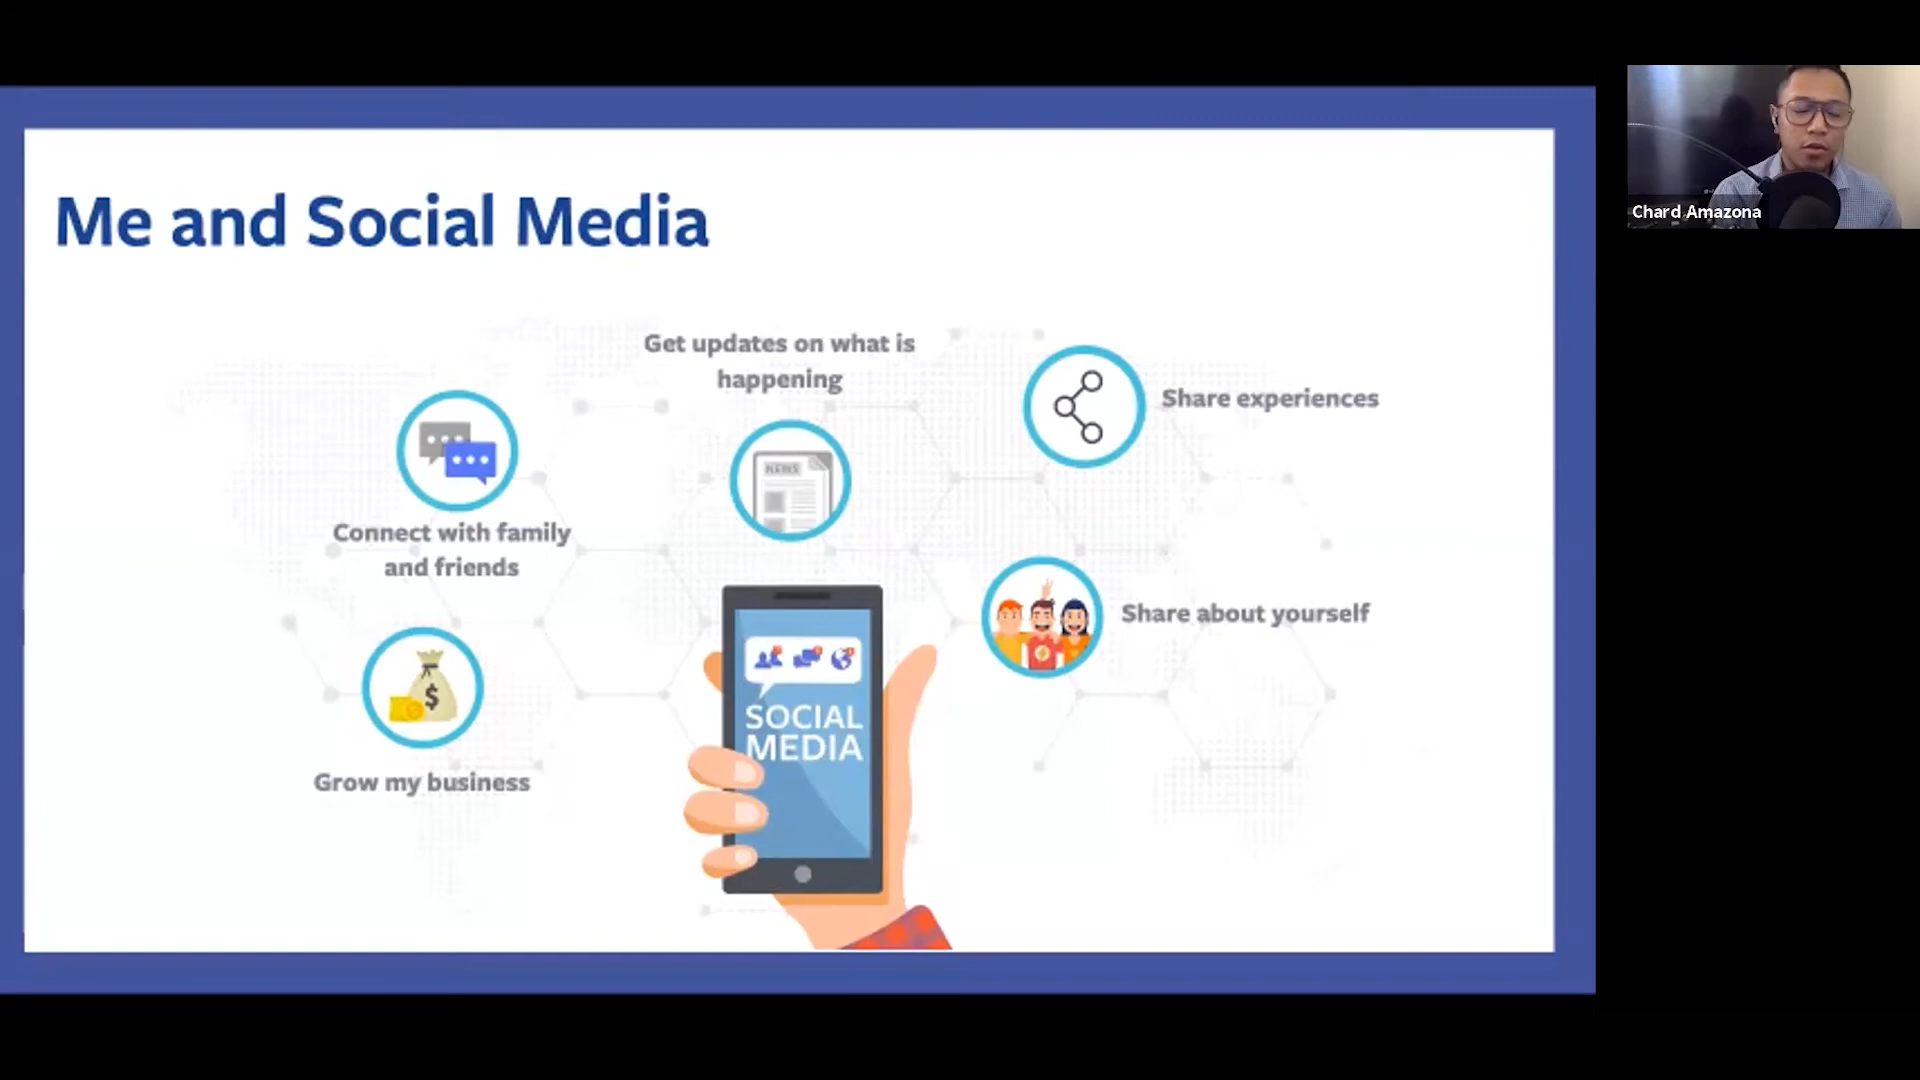 Me and Social Media
Get updates on what is
happening
Share experiences
NEWS
Connect with family
and friends
Share about yourself
$
SOCIAL
MEDIA
Grow my business
Chard Amazona